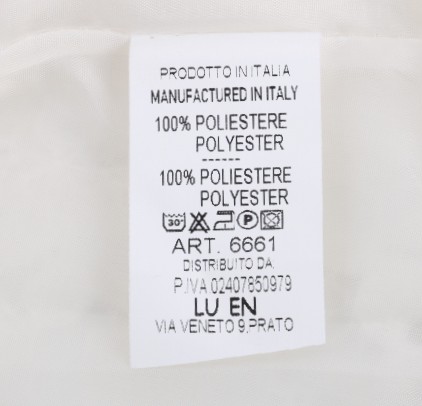 PRODOTTO IN ITALIA
MANUFACTURED IN ITALY
100% POLIESTERE
POLYESTER
------
100% POLIESTERE
POLYESTER
30° P
ART. 6661
DISTRIBUITO DA.
P.IVA 02407850979
LU EN
VIA VENETO 9,PRATO